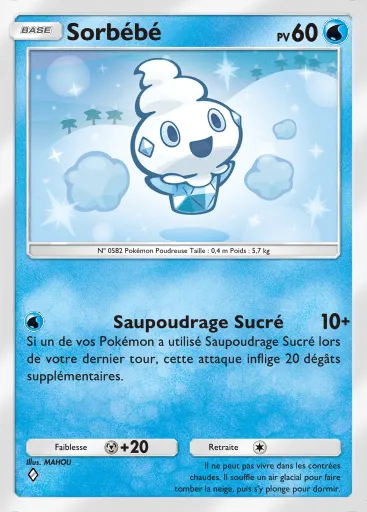 BASE Sorbébé PV 60
N° 0582 Pokémon Poudreuse Taille : 0,4 m Poids : 5,7 kg
Saupoudrage Sucré 10+
Si un de vos Pokémon a utilisé Saupoudrage Sucré lors
de votre dernier tour, cette attaque inflige 20 dégâts
supplémentaires.
Faiblesse +20 Retraite
Illus. MAHOU
Il ne peut pas vivre dans les contrées
chaudes. Il souffle un air glacial pour faire
tomber la neige, puis s'y plonge pour dormir.